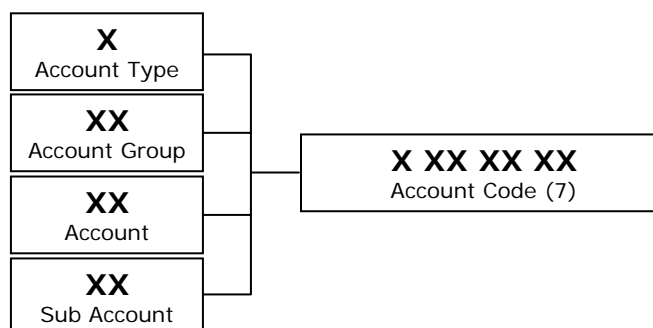 X
Account Type
XX
Account Group
XX
Account
XX
Sub Account
X XX XX XX
Account Code (7)